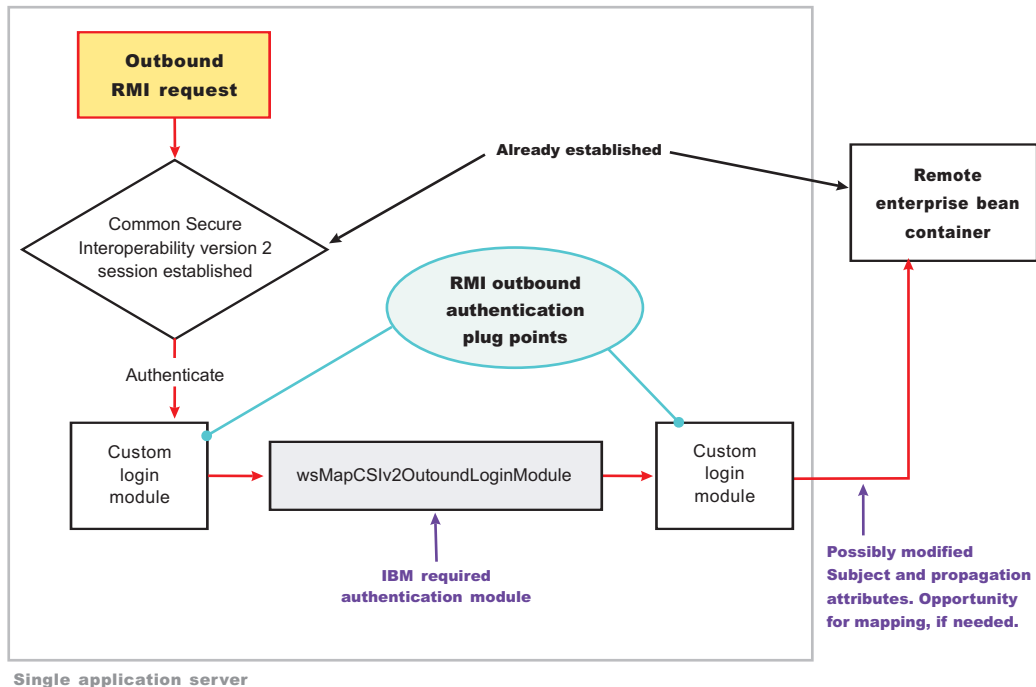 Outbound
RMI request
Already established
Remote
enterprise bean
container
Common Secure
Interoperability version 2
session established
RMI outbound
authentication
plug points
Authenticate
Custom
login
module
wsMapCSIv2OutoundLoginModule
Custom
login
module
IBM required
authentication module
Possibly modified
Subject and propagation
attributes. Opportunity
for mapping, if needed.
Single application server